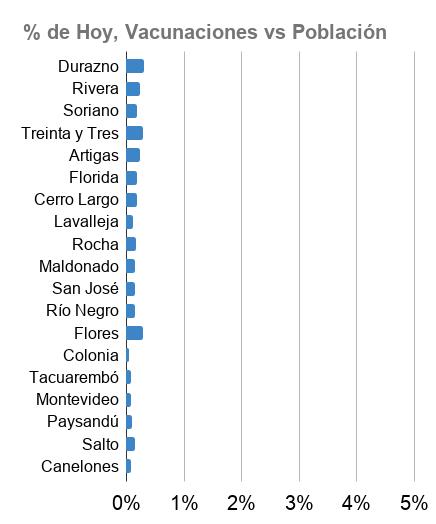 % de Hoy, Vacunaciones vs Población
Durazno
Rivera
Soriano
Treinta y Tres
Artigas
Florida
Cerro Largo
Lavalleja
Rocha
Maldonado
San José
Río Negro
Flores
Colonia
Tacuarembó
Montevideo
Paysandú
Salto
Canelones
0% 1% 2% 3% 4% 5%